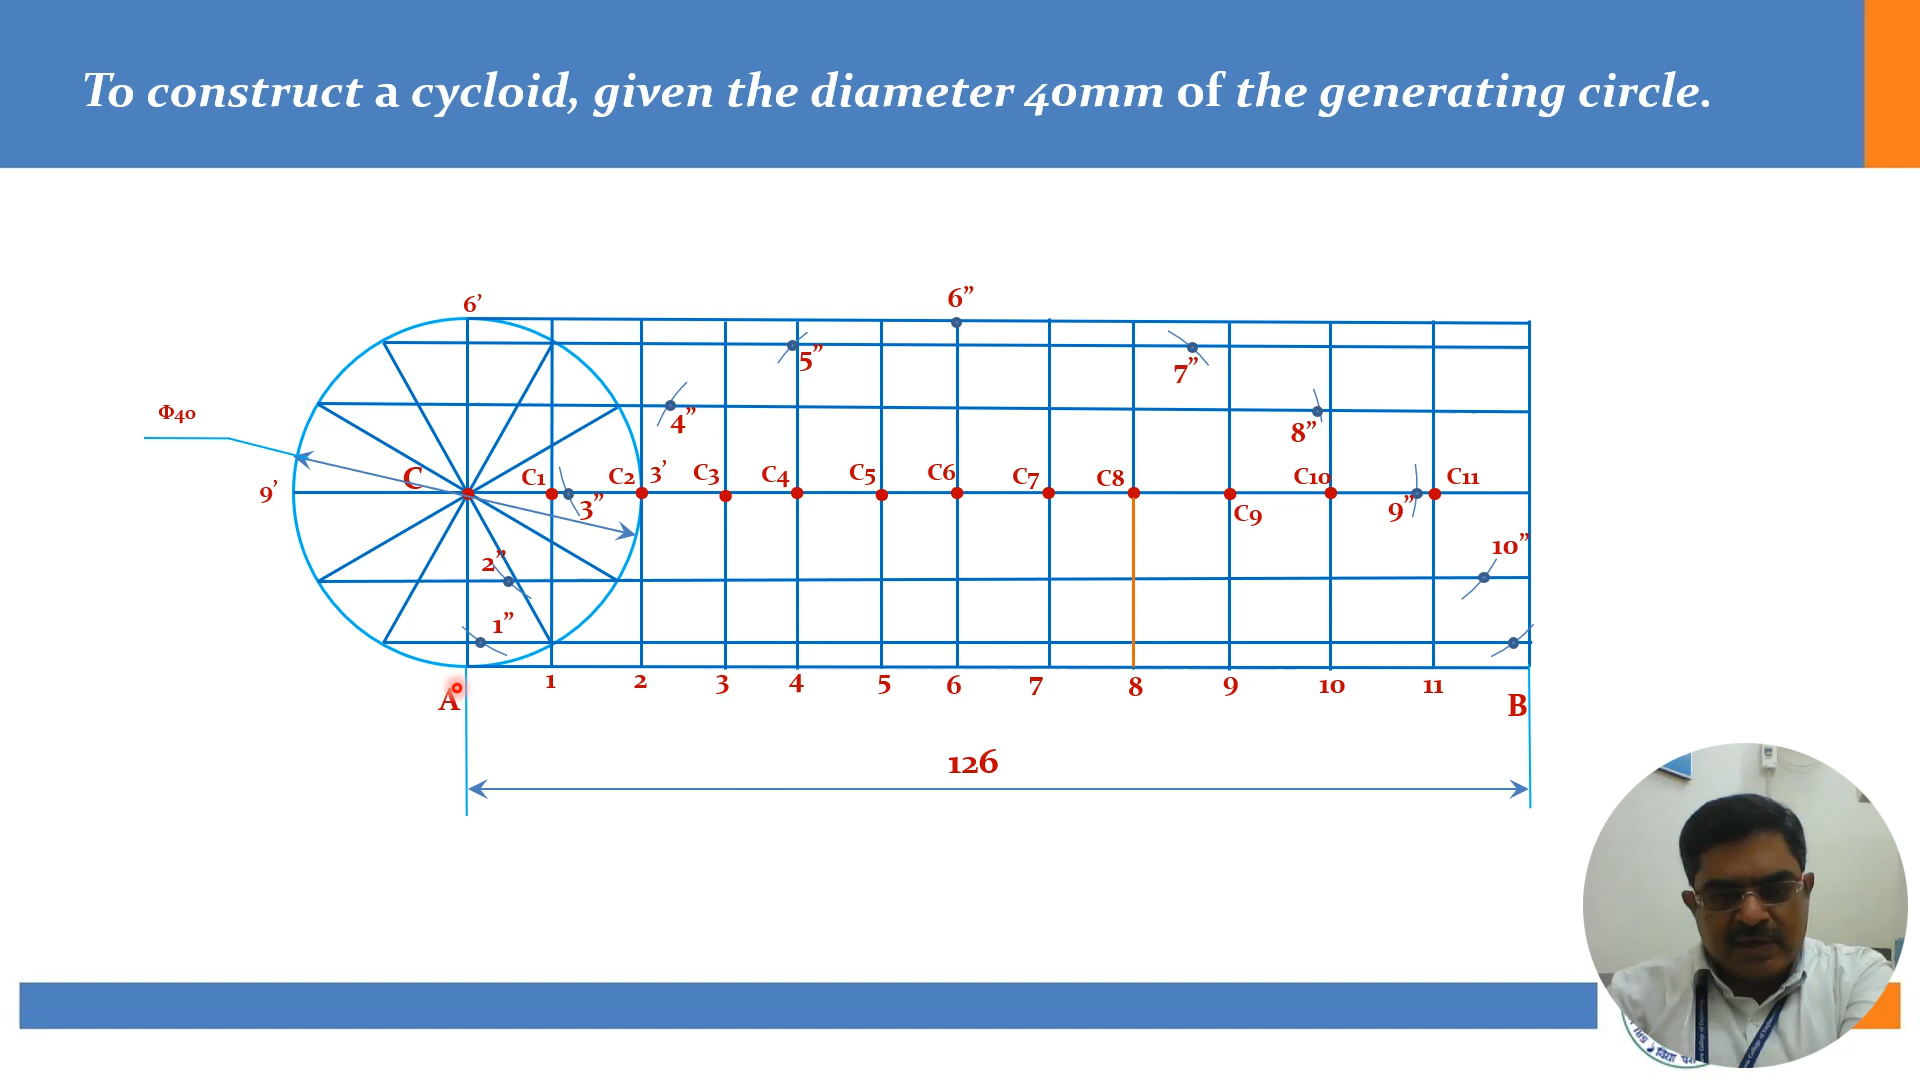 To construct a cycloid, given the diameter 40mm of the generating circle.
6’
6”
5”
7”
Φ40
4”
8”
9’
C
C1
C2
3’
C3
C4
C5
C6
C7
C8
C10
C11
3”
9”
C9
2”
10”
1”
A
1
2
3
4
5
6
7
8
9
10
11
B
126